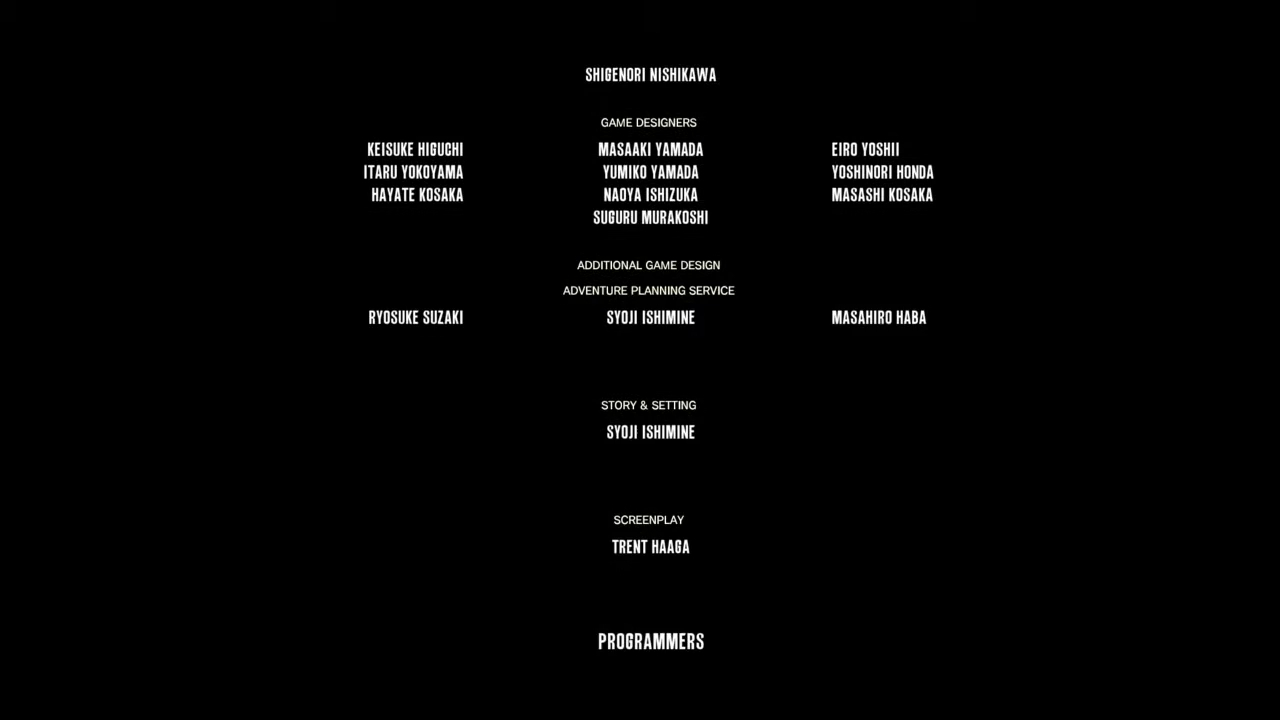 SHIGENORI NISHIKAWA
GAME DESIGNERS
KEISUKE HIGUCHI MASAAKI YAMADA EIRO YOSHII
ITARU YOKOYAMA YUMIKO YAMADA YOSHINORI HONDA
HAYATE KOSAKA NAOYA ISHIZUKA MASASHI KOSAKA
SUGURU MURAKOSHI
ADDITIONAL GAME DESIGN
ADVENTURE PLANNING SERVICE
RYOSUKE SUZAKI SYOJI ISHIMINE MASAHIRO HABA
STORY & SETTING
SYOJI ISHIMINE
SCREENPLAY
TRENT HAAGA
PROGRAMMERS